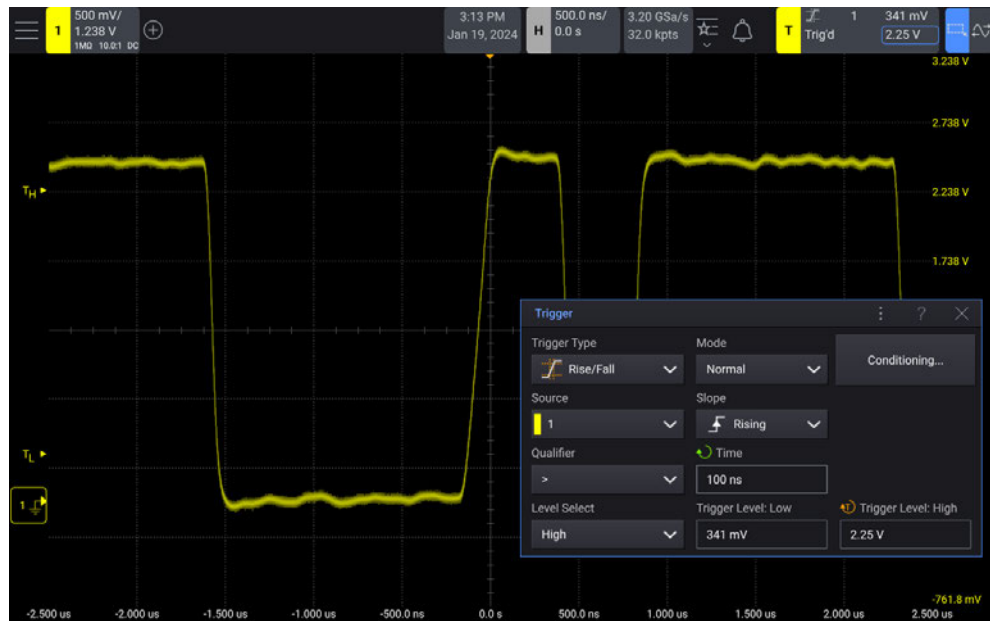 1
500 mV/
1.238 V
1MΩ 10.0:1 DC
3:13 PM
Jan 19, 2024
H
500.0 ns/
0.0 s
3.20 GSa/s
32.0 kpts
T
Trig'd
1
341 mV
2.25 V
3.238 V
2.738 V
TH
2.238 V
1.738 V
Trigger
?
Trigger Type
Mode
Rise/Fall
Normal
Conditioning...
Source
Slope
1
Rising
TL
Qualifier
Time
>
100 ns
1
Level Select
Trigger Level: Low
Trigger Level: High
High
341 mV
2.25 V
-761.8 mV
-2.500 us
-2.000 us
-1.500 us
-1.000 us
-500.0 ns
0.0 s
500.0 ns
1.000 us
1.500 us
2.000 us
2.500 us